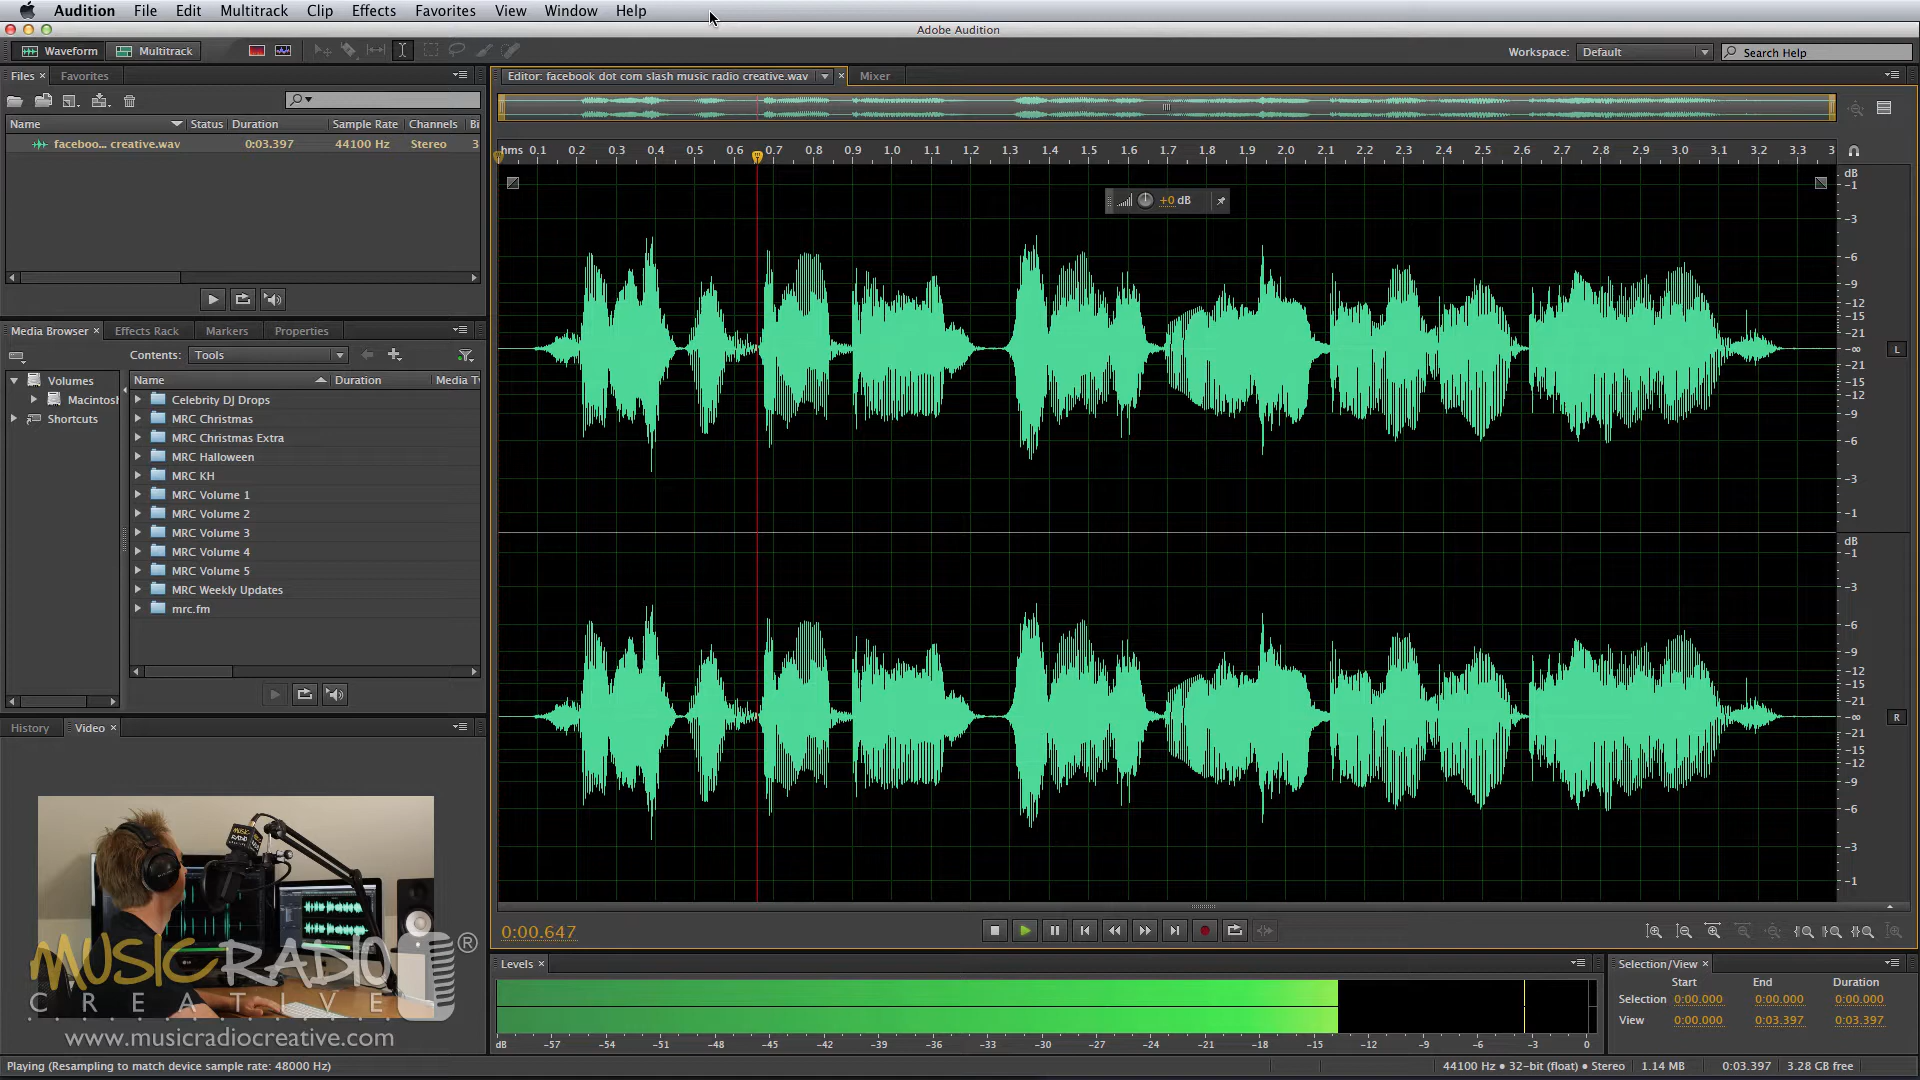 Audition File Edit Multitrack Clip Effects Favorites View Window Help
Adobe Audition
Waveform Multitrack
Workspace: Default Search Help
Files Favorites
Editor: facebook dot com slash music radio creative.wav Mixer
Name Status Duration Sample Rate Channels Bi
faceboo... creative.wav 0:03.397 44100 Hz Stereo 3
hms 0.1 0.2 0.3 0.4 0.5 0.6 0.7 0.8 0.9 1.0 1.1 1.2 1.3 1.4 1.5 1.6 1.7 1.8 1.9 2.0 2.1 2.2 2.3 2.4 2.5 2.6 2.7 2.8 2.9 3.0 3.1 3.2 3.3 3
+0 dB
dB
-1
-3
-6
-9
-12
-15
-21
-∞
L
-21
-15
-12
-9
-6
-3
-1
dB
-1
-3
-6
-9
-12
-15
-21
-∞
R
-21
-15
-12
-9
-6
-3
-1
Media Browser Effects Rack Markers Properties
Contents: Tools
Volumes
Macintosh
Shortcuts
Name Duration Media Ty
Celebrity DJ Drops
MRC Christmas
MRC Christmas Extra
MRC Halloween
MRC KH
MRC Volume 1
MRC Volume 2
MRC Volume 3
MRC Volume 4
MRC Volume 5
MRC Weekly Updates
mrc.fm
History Video
MUSIC RADIO
MUSIC RADIO ®
CREATIVE
www.musicradiocreative.com
0:00.647
Levels
dB -57 -54 -51 -48 -45 -42 -39 -36 -33 -30 -27 -24 -21 -18 -15 -12 -9 -6 -3 0
Selection/View
Start End Duration
Selection 0:00.000 0:00.000 0:00.000
View 0:00.000 0:03.397 0:03.397
Playing (Resampling to match device sample rate: 48000 Hz)
44100 Hz • 32-bit (float) • Stereo 1.14 MB 0:03.397 3.28 GB free